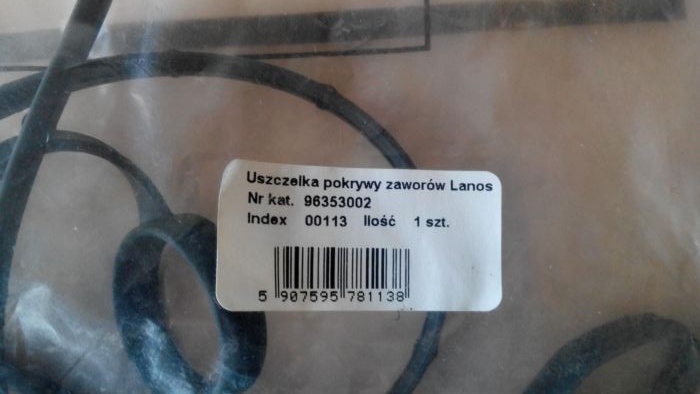 Uszczelka pokrywy zaworów Lanos
Nr kat. 96353002
Index 00113 Ilość 1 szt.
5 907595 781138